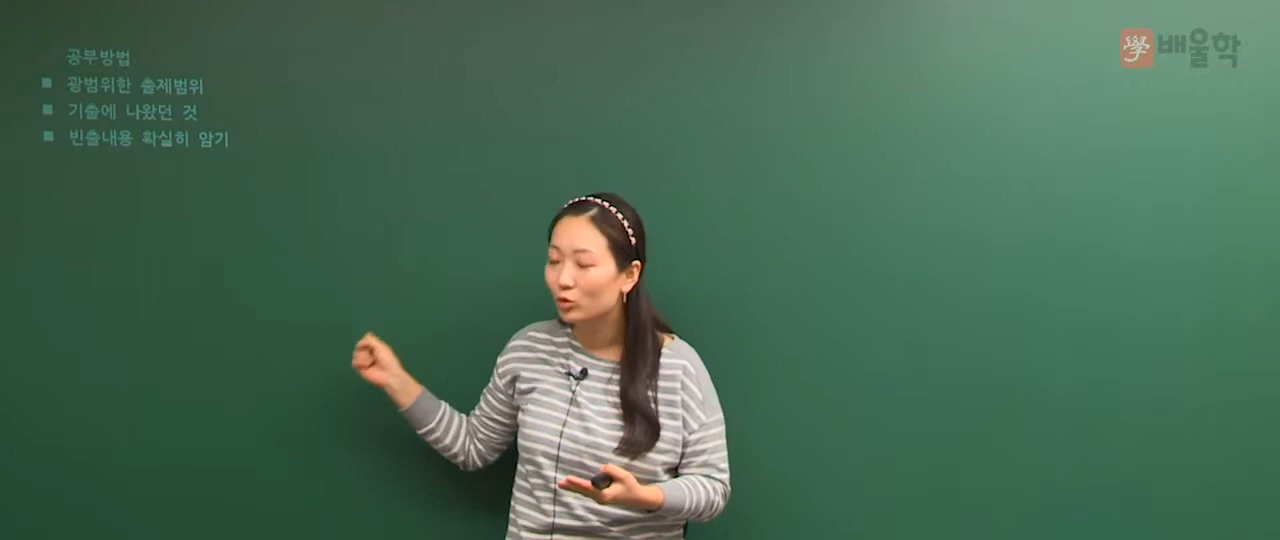 공부방법
■ 광범위한 출제범위
■ 기출에 나왔던 것
■ 빈출내용 확실히 암기
學 배울학